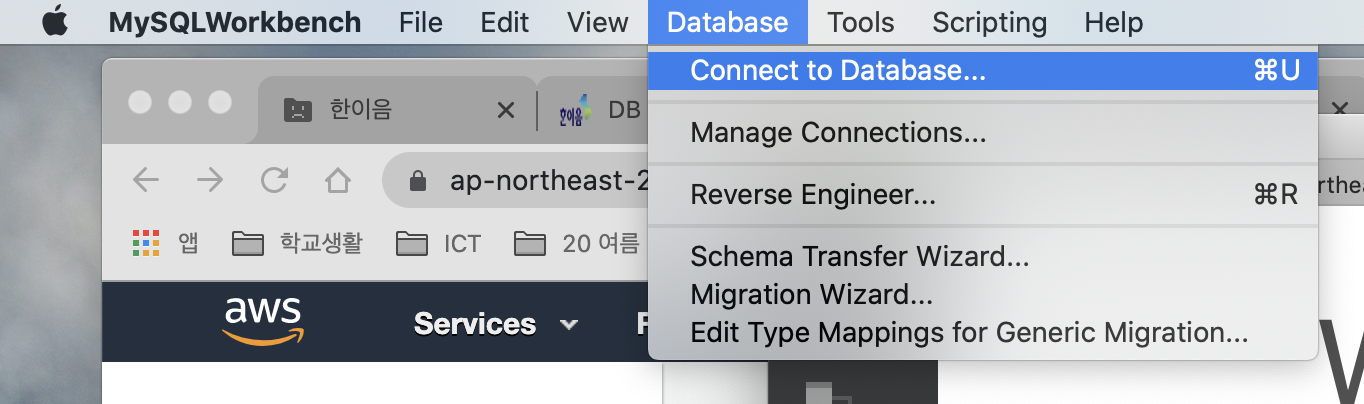 MySQLWorkbench File Edit View Database Tools Scripting Help
Connect to Database... ⌘U
한이음 DB
한이음
Manage Connections...
ap-northeast-2
Reverse Engineer... ⌘R
앱 학교생활 ICT 20 여름
Schema Transfer Wizard...
Migration Wizard...
Edit Type Mappings for Generic Migration...
aws Services